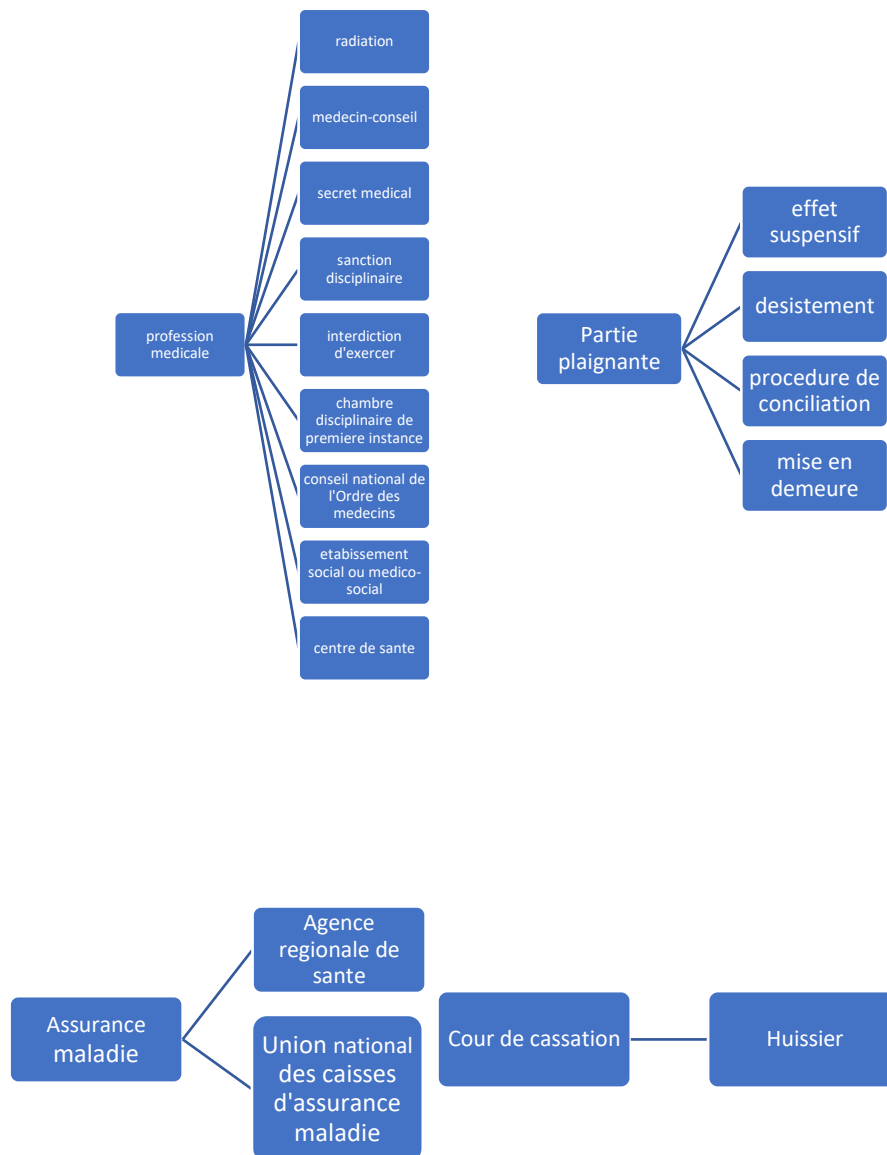 radiation
medecin-conseil
secret medical
sanction
disciplinaire
profession
medicale
interdiction
d'exercer
chambre
disciplinaire de
premiere instance
conseil national de
l'Ordre des
medecins
etabissement
social ou medico-
social
centre de sante
Partie
plaignante
effet
suspensif
desistement
procedure de
conciliation
mise en
demeure
Assurance
maladie
Agence
regionale de
sante
Union national
des caisses
d'assurance
maladie
Cour de cassation
Huissier